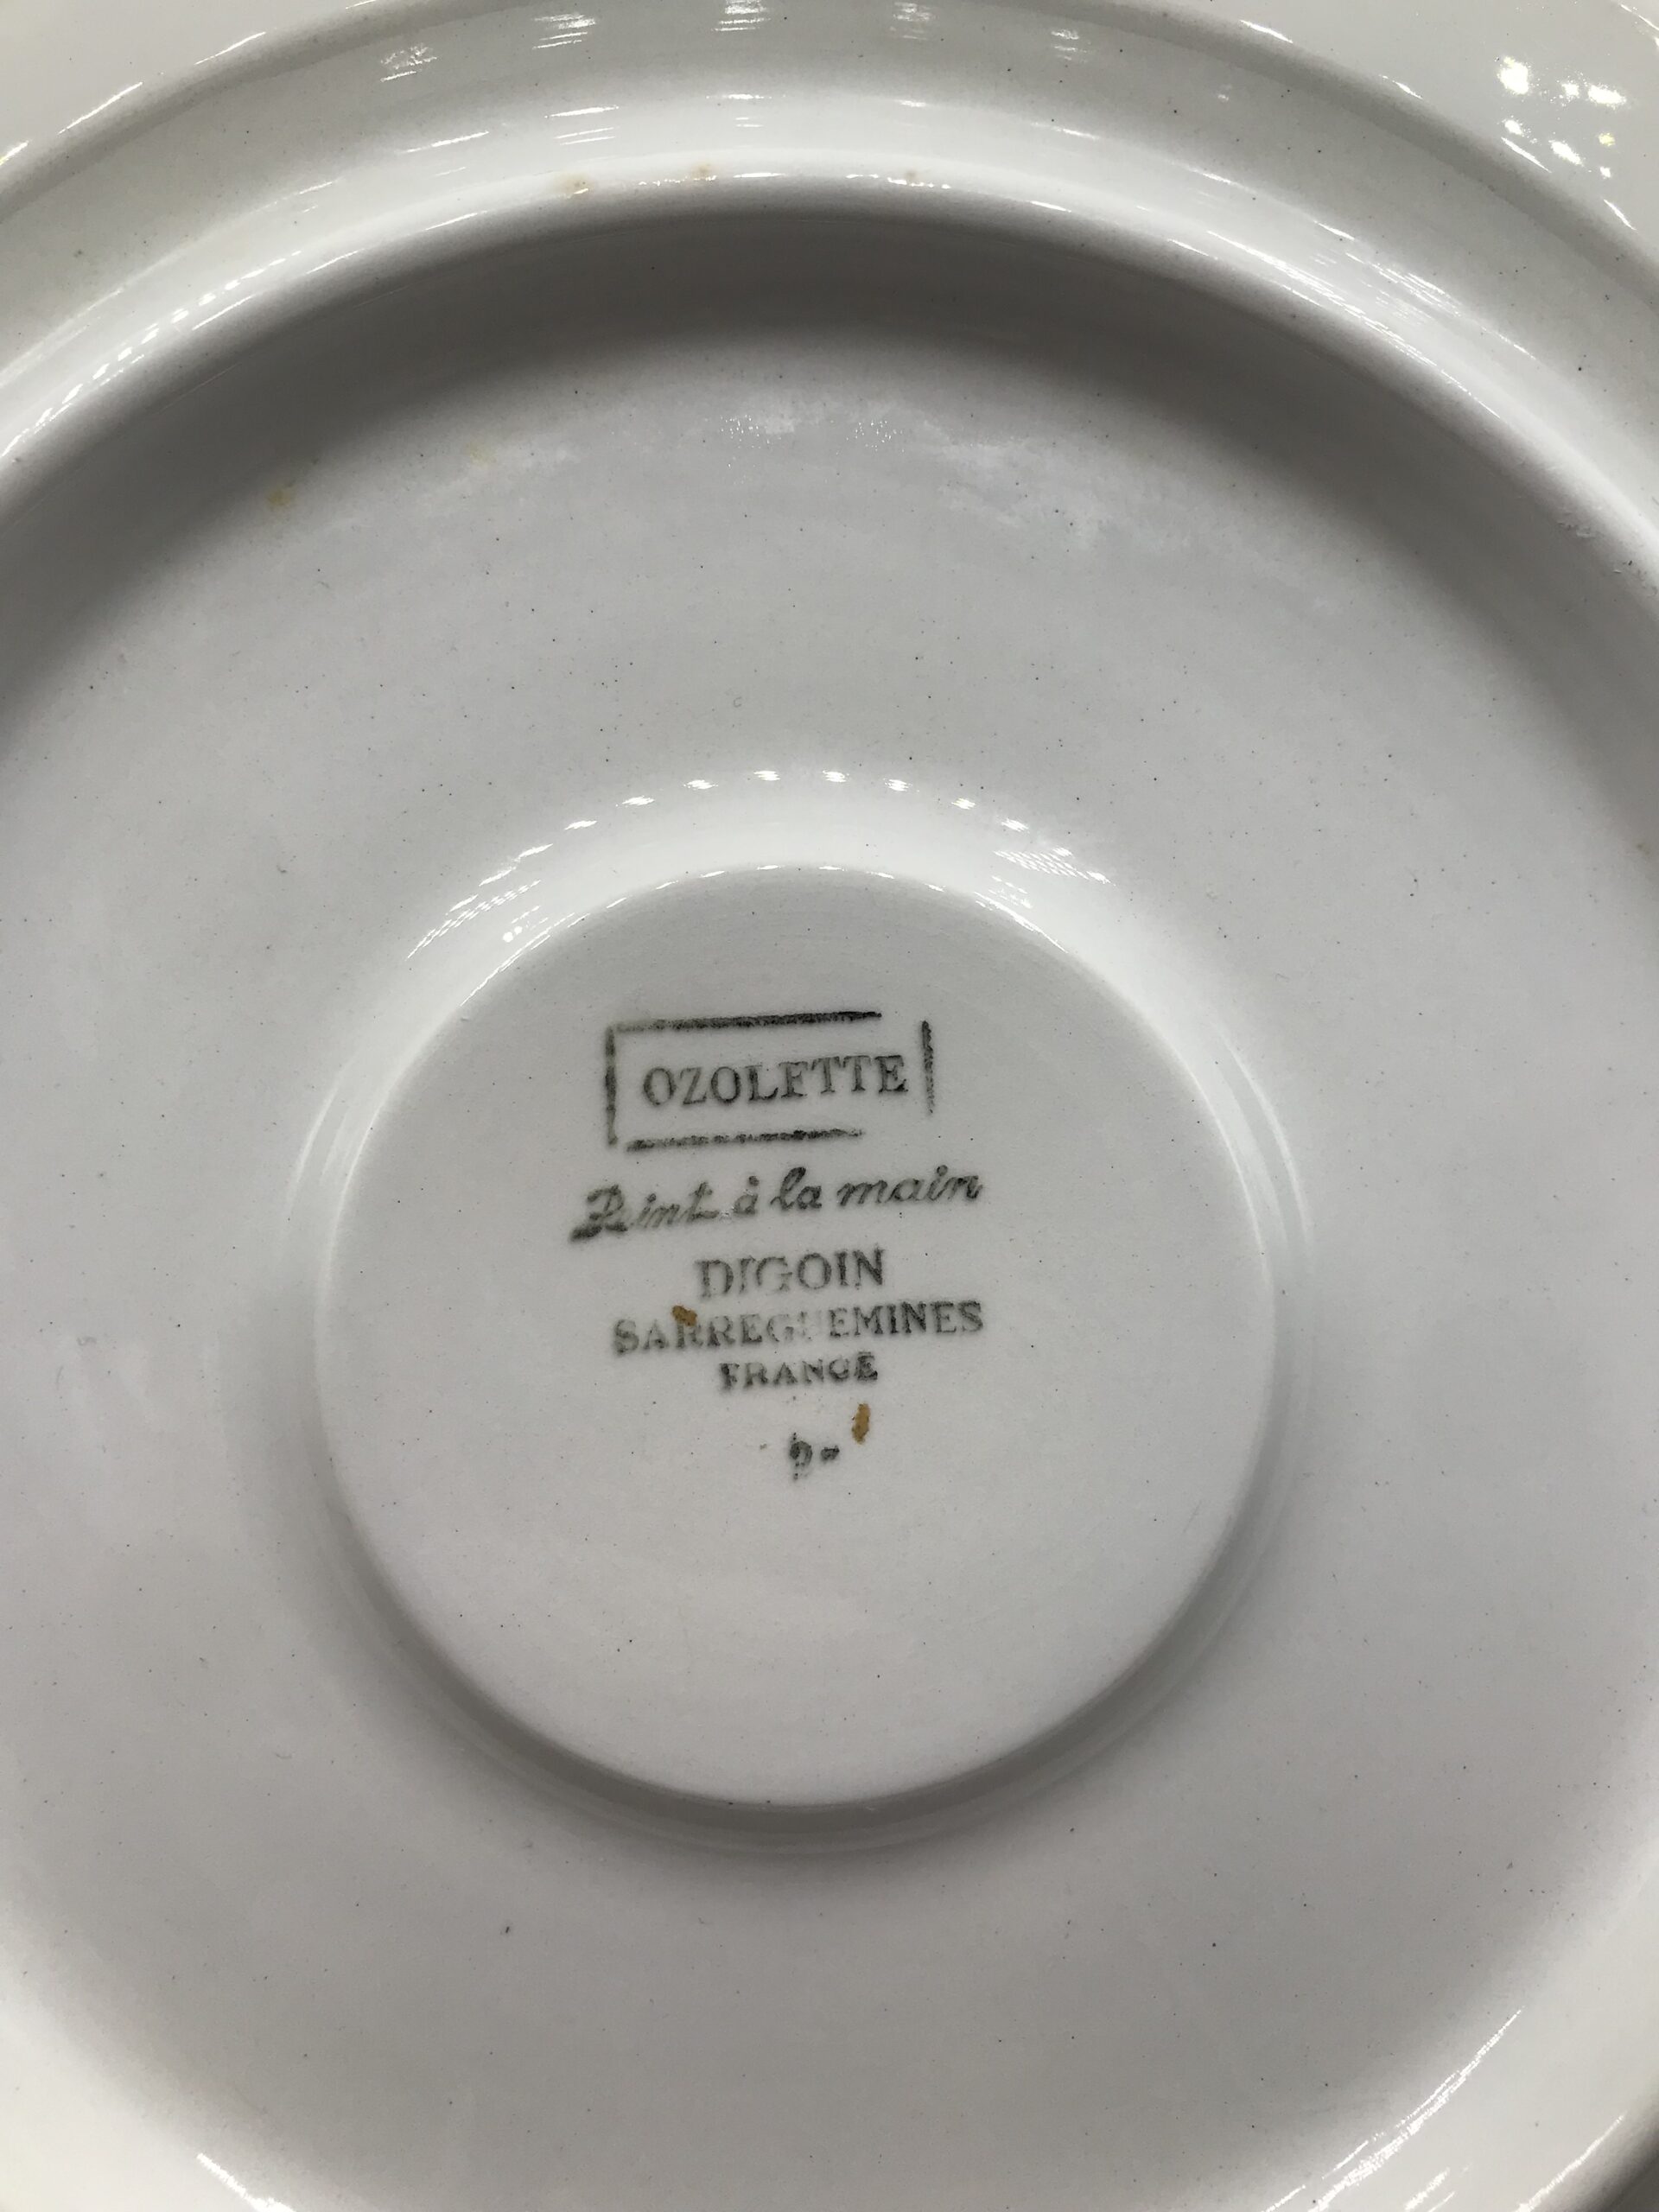 OZOLETTE
Peint à la main
DIGOIN
SARREGUEMINES
FRANCE